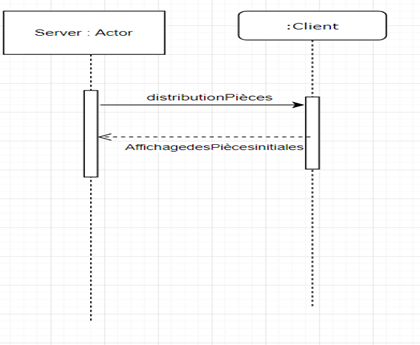 Server : Actor
:Client
distributionPièces
AffichagedesPiècesinitiales